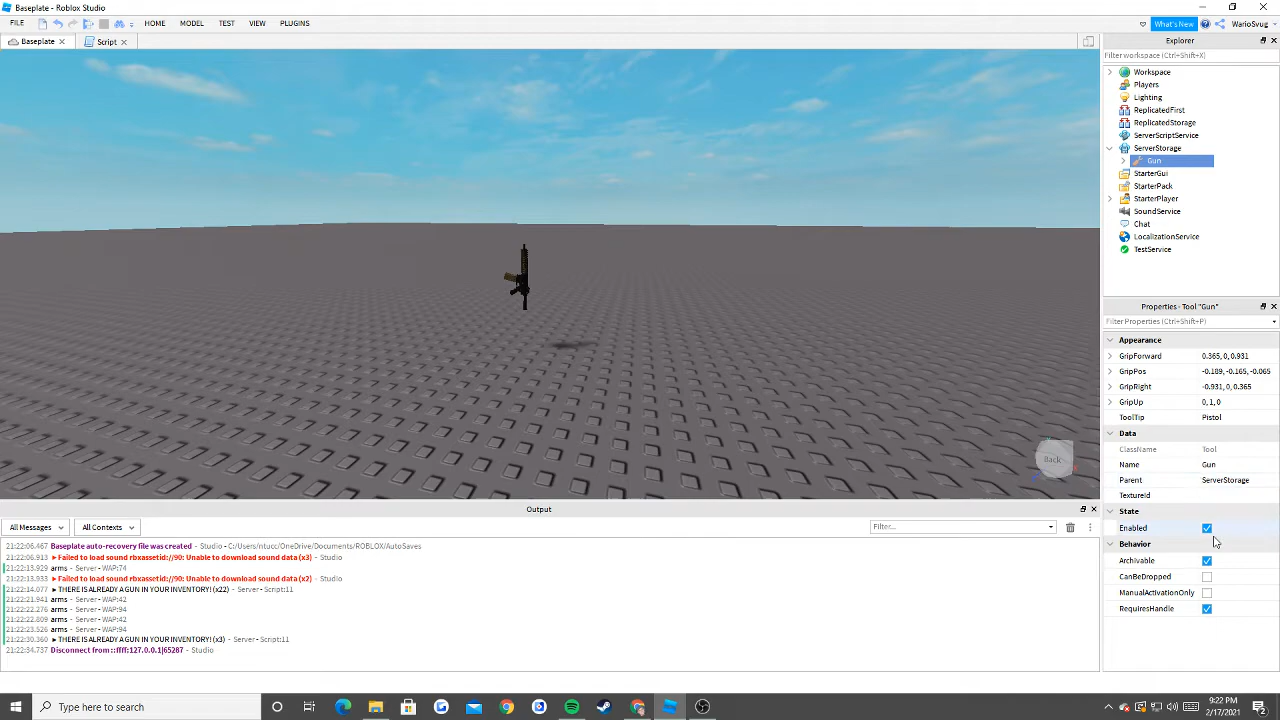 Baseplate - Roblox Studio
FILE HOME MODEL TEST VIEW PLUGINS What's New WarioSvug
Baseplate Script
Explorer
Filter workspace (Ctrl+Shift+X)
Workspace
Players
Lighting
ReplicatedFirst
ReplicatedStorage
ServerScriptService
ServerStorage
Gun
StarterGui
StarterPack
StarterPlayer
SoundService
Chat
LocalizationService
TestService
Properties - Tool "Gun"
Filter Properties (Ctrl+Shift+P)
Appearance
GripForward 0.365, 0, 0.931
GripPos -0.189, -0.165, -0.065
GripRight -0.931, 0, 0.365
GripUp 0, 1, 0
ToolTip Pistol
Data
ClassName Tool
Name Gun
Parent ServerStorage
TextureId
State
Enabled
Behavior
Archivable
CanBeDropped
ManualActivationOnly
RequiresHandle
Back
Output
All Messages All Contexts Filter...
21:22:06.467 Baseplate auto-recovery file was created - Studio - C:/Users/ntucc/OneDrive/Documents/ROBLOX/AutoSaves
21:22:06.913 Failed to load sound rbxassetid://90: Unable to download sound data (x3) - Studio
21:22:13.929 arms - Server - WAP:74
21:22:13.933 Failed to load sound rbxassetid://90: Unable to download sound data (x2) - Studio
21:22:14.077 THERE IS ALREADY A GUN IN YOUR INVENTORY! (x22) - Server - Script:11
21:22:21.941 arms - Server - WAP:42
21:22:22.276 arms - Server - WAP:94
21:22:22.809 arms - Server - WAP:42
21:22:23.526 arms - Server - WAP:94
21:22:30.360 THERE IS ALREADY A GUN IN YOUR INVENTORY! (x3) - Server - Script:11
21:22:34.737 Disconnect from ::ffff:127.0.0.1|65287 - Studio
Type here to search
9:22 PM
2/17/2021
2